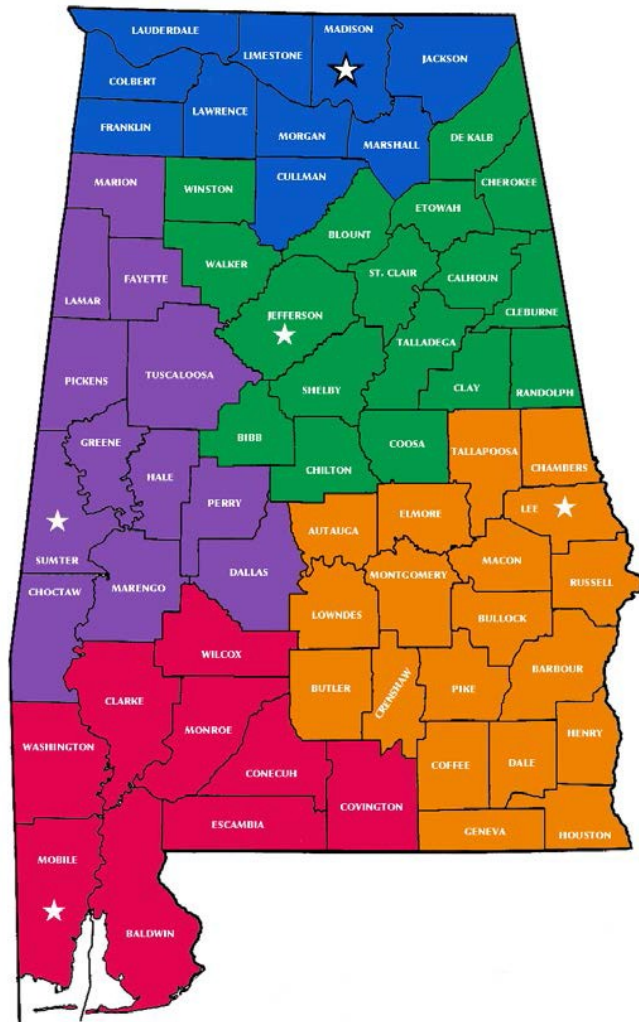 LAUDERDALE
LIMESTONE
MADISON
JACKSON
COLBERT
LAWRENCE
FRANKLIN
MORGAN
MARSHALL
DE KALB
CULLMAN
MARION
WINSTON
CHEROKEE
ETOWAH
BLOUNT
WALKER
ST. CLAIR
CALHOUN
FAYETTE
LAMAR
JEFFERSON
CLEBURNE
TALLADEGA
TUSCALOOSA
PICKENS
SHELBY
CLAY
RANDOLPH
GREENE
BIBB
COOSA
TALLAPOOSA
CHAMBERS
HALE
CHILTON
PERRY
LEE
ELMORE
AUTAUGA
SUMTER
MACON
DALLAS
MONTGOMERY
RUSSELL
CHOCTAW
MARENGO
LOWNDES
BULLOCK
WILCOX
BARBOUR
CLARKE
BUTLER
CRENSHAW
PIKE
MONROE
HENRY
WASHINGTON
CONECUH
COFFEE
DALE
COVINGTON
ESCAMBIA
GENEVA
HOUSTON
MOBILE
BALDWIN